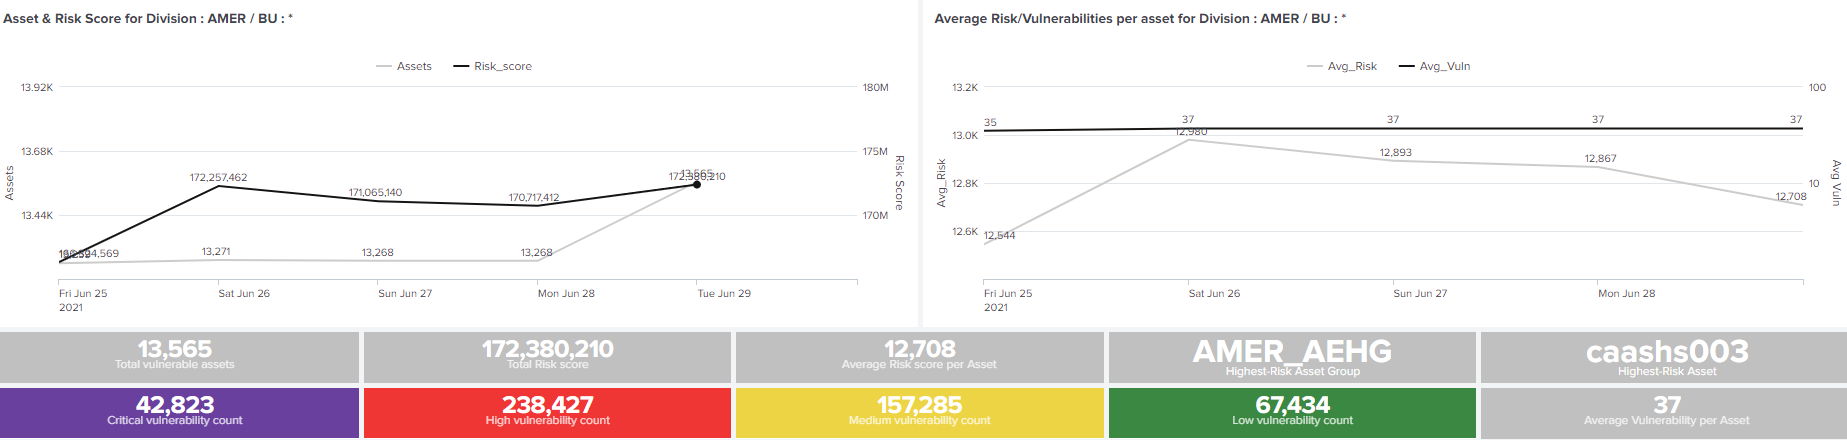 Asset & Risk Score for Division : AMER / BU : *
Assets
Risk_score
13.92K
13.68K
13.44K
Assets
180M
175M
170M
Risk Score
172,257,462
171,065,140
170,717,412
172,380,210
13,565
13,271
13,268
13,268
Fri Jun 25
2021
Sat Jun 26
Sun Jun 27
Mon Jun 28
Tue Jun 29
Average Risk/Vulnerabilities per asset for Division : AMER / BU : *
Avg_Risk
Avg_Vuln
13.2K
13.0K
12.8K
12.6K
Avg_Risk
100
10
Avg Vuln
35
37
37
37
37
12,544
12,980
12,893
12,867
12,708
Fri Jun 25
2021
Sat Jun 26
Sun Jun 27
Mon Jun 28
13,565
Total vulnerable assets
172,380,210
Total Risk score
12,708
Average Risk score per Asset
AMER_AEHG
Highest-Risk Asset Group
caashs003
Highest-Risk Asset
42,823
Critical vulnerability count
238,427
High vulnerability count
157,285
Medium vulnerability count
67,434
Low vulnerability count
37
Average Vulnerability per Asset